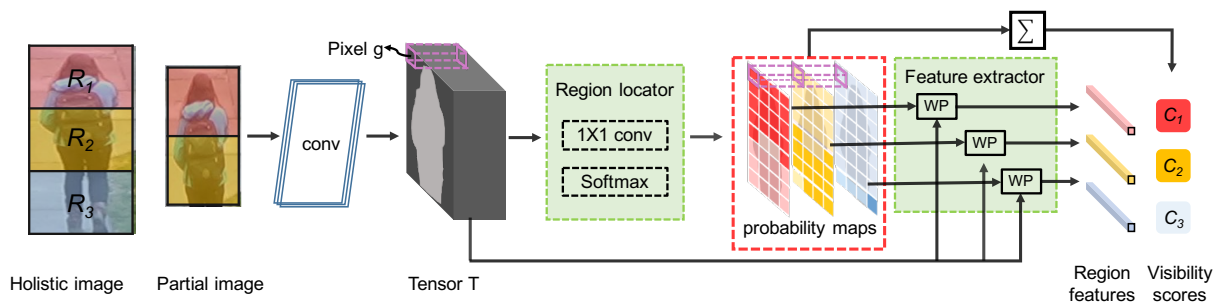 Pixel g
R1
R2
R3
conv
Region locator
1X1 conv
Softmax
probability maps
∑
Feature extractor
WP
WP
WP
C1
C2
C3
Holistic image
Partial image
Tensor T
Region features
Visibility scores